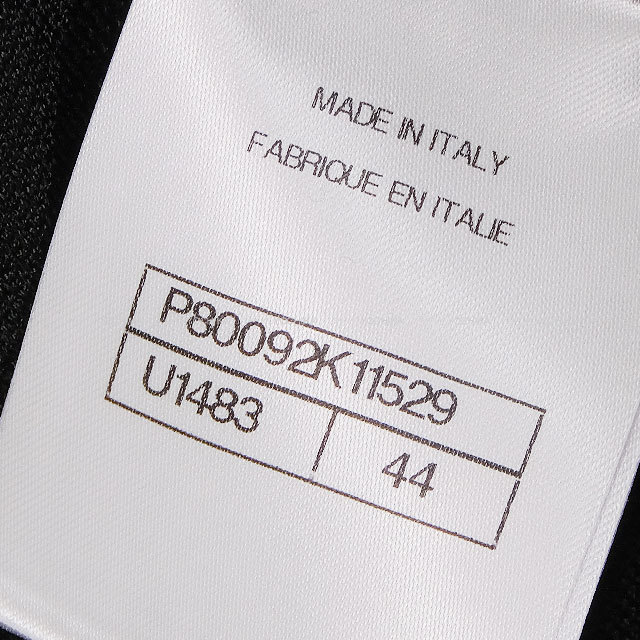 MADE IN ITALY
FABRIQUE EN ITALIE
P80092K11529
U1483
44